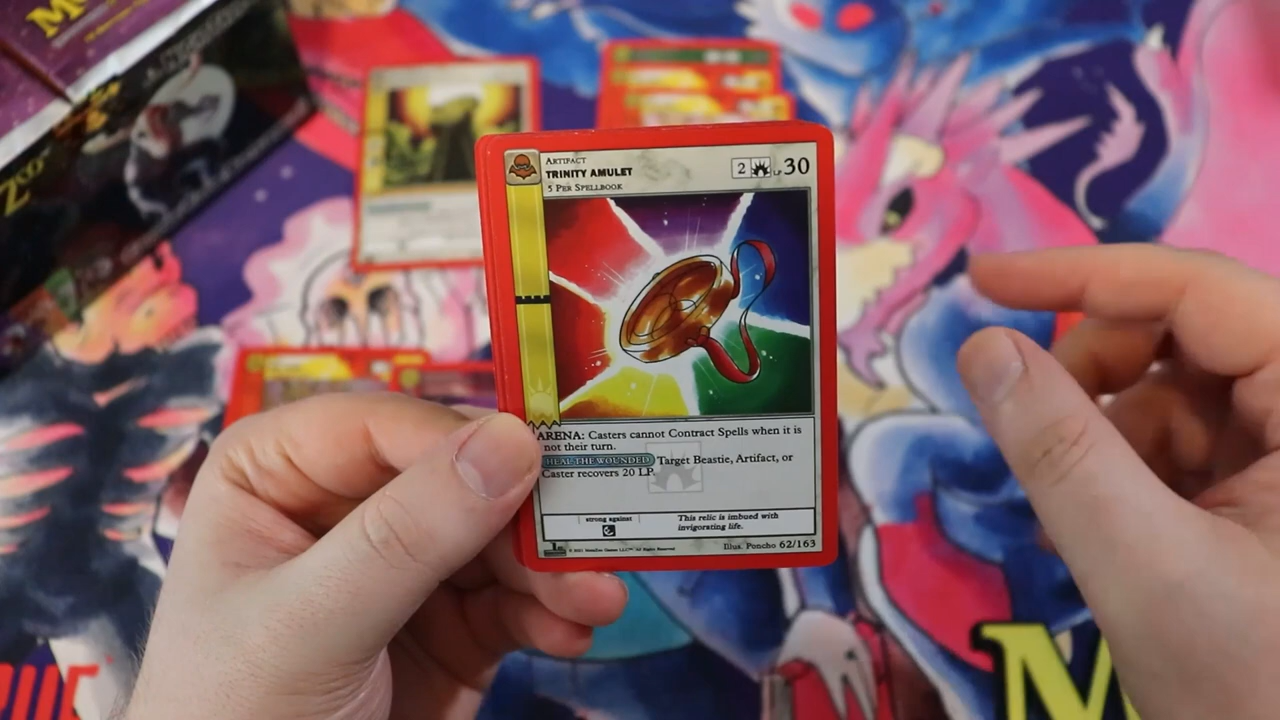 ARTIFACT
TRINITY AMULET
5 PER SPELLBOOK
2 LP 30
ARENA: Casters cannot Contract Spells when it is
not their turn.
HEAL THE WOUNDED Target Beastie, Artifact, or
Caster recovers 20 LP.
strong against
This relic is imbued with
invigorating life.
Illus. Poncho 62/163
M